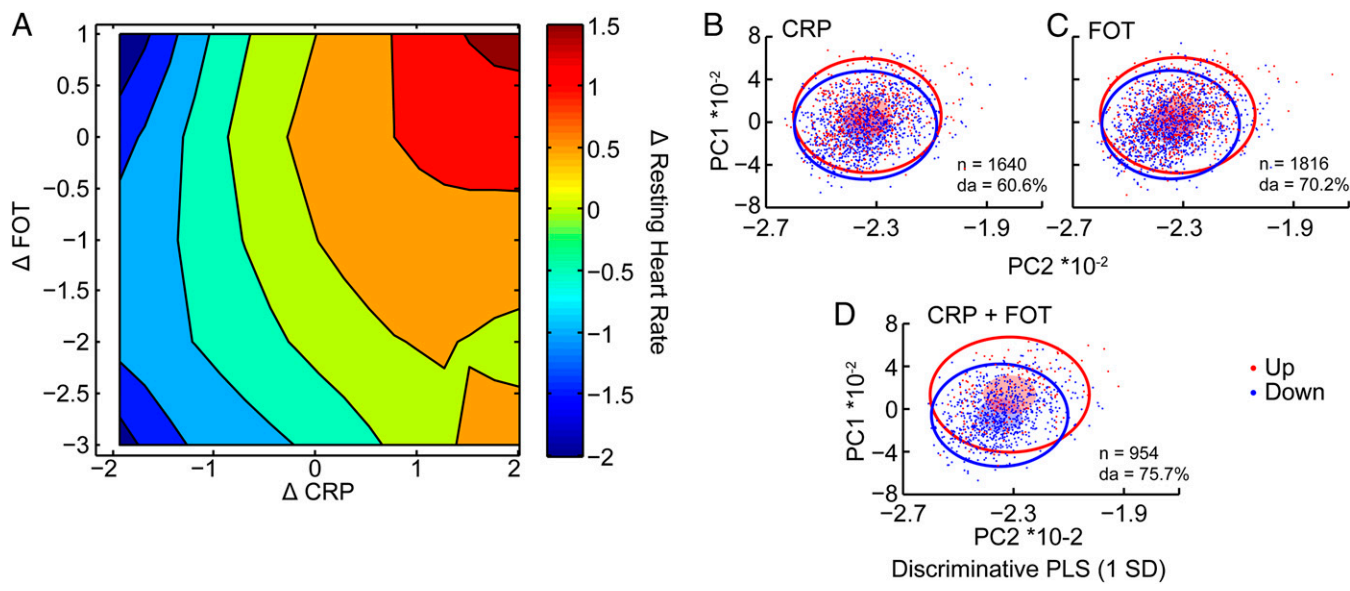 A
1
0.5
0
−0.5
−1
−1.5
−2
−2.5
−3
Δ FOT
−2
−1
0
1
2
Δ CRP
1.5
1
0.5
0
−0.5
−1
−1.5
−2
Δ Resting Heart Rate
B
CRP
8
4
0
−4
−8
PC1 *10-2
n = 1640
da = 60.6%
−2.7
−2.3
−1.9
C
FOT
n = 1816
da = 70.2%
−2.7
−2.3
−1.9
PC2 *10-2
D
CRP + FOT
8
4
0
−4
−8
PC1 *10-2
n = 954
da = 75.7%
−2.7
−2.3
−1.9
PC2 *10-2
Discriminative PLS (1 SD)
Up
Down